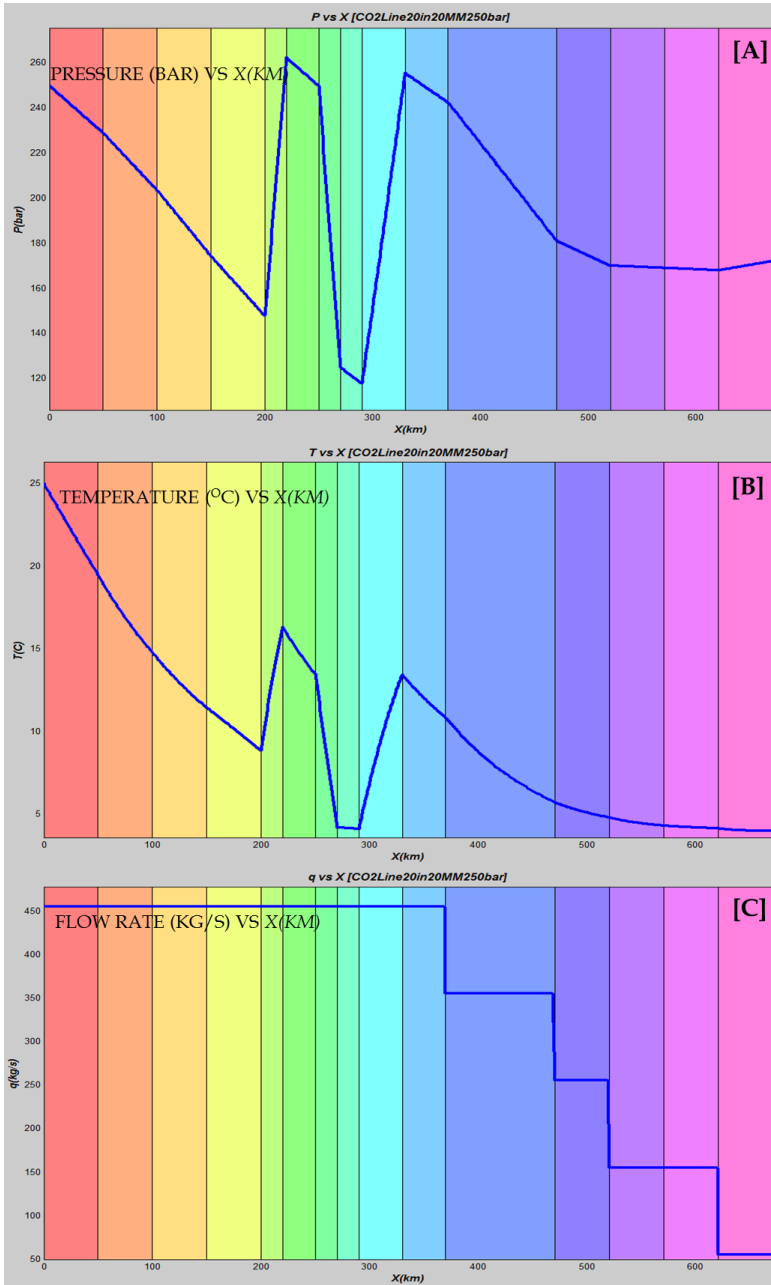 P vs X [CO2Line20in20MM250bar]
[A]
PRESSURE (BAR) VS X(KM)
260
240
220
200
180
160
140
120
P(bar)
0 100 200 300 400 500 600
X(km)
T vs X [CO2Line20in20MM250bar]
[B]
TEMPERATURE (OC) VS X(KM)
25
20
15
10
5
T(C)
0 100 200 300 400 500 600
X(km)
q vs X [CO2Line20in20MM250bar]
[C]
FLOW RATE (KG/S) VS X(KM)
450
400
350
300
250
200
150
100
50
q(kg/s)
0 100 200 300 400 500 600
X(km)